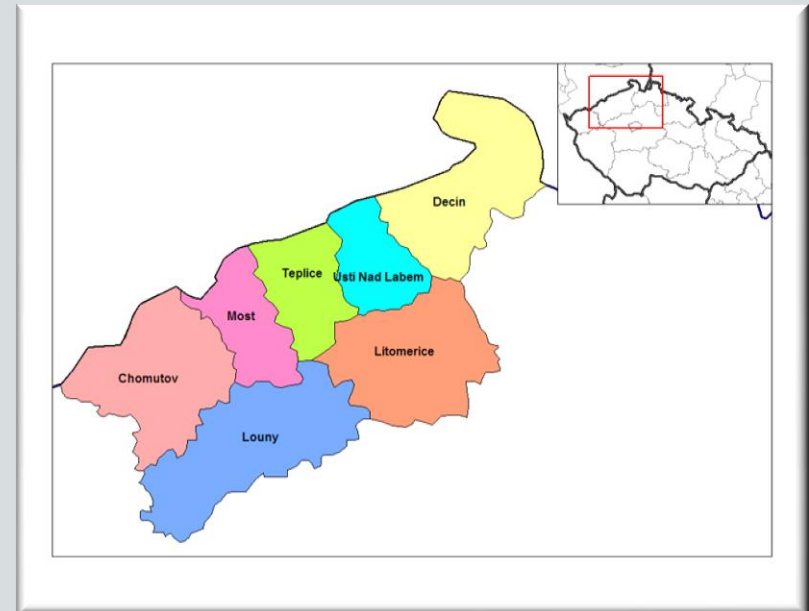 Decin
Teplice
Usti Nad Labem
Most
Litomerice
Chomutov
Louny